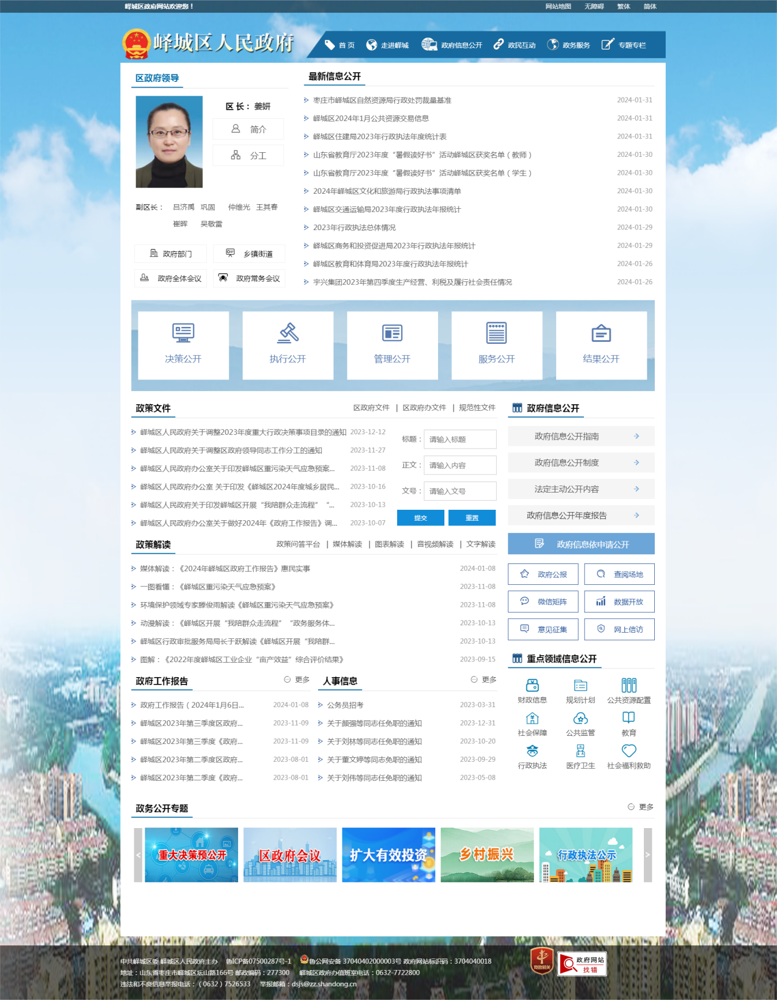 峄城区政府网站欢迎您！
网站地图 无障碍 繁体 简体
峄城区人民政府
首 页 走进峄城 政府信息公开 政民互动 政务服务 专题专栏
区政府领导
区 长： 姜妍
简介
分工
副区长： 吕济禹 巩固 仲维光 王其春
崔晖 吴敬雷
政府部门 乡镇街道
政府全体会议 政府常务会议
最新信息公开
枣庄市峄城区自然资源局行政处罚裁量基准 2024-01-31
峄城区2024年1月公共资源交易信息 2024-01-31
峄城区住建局2023年行政执法年度统计表 2024-01-31
山东省教育厅2023年度“暑假读好书”活动峄城区获奖名单（教师） 2024-01-30
山东省教育厅2023年度“暑假读好书”活动峄城区获奖名单（学生） 2024-01-30
2024年峄城区文化和旅游局行政执法事项清单 2024-01-30
峄城区交通运输局2023年度行政执法年报统计 2024-01-30
2023年行政执法总体情况 2024-01-29
峄城区商务和投资促进局2023年行政执法年报统计 2024-01-29
峄城区教育和体育局2023年度行政执法年报统计 2024-01-26
宇兴集团2023年第四季度生产经营、利税及履行社会责任情况 2024-01-26
决策公开 执行公开 管理公开 服务公开 结果公开
政策文件 区政府文件 | 区政府办文件 | 规范性文件
峄城区人民政府关于调整2023年度重大行政决策事项目录的通知 2023-12-12
峄城区人民政府关于调整区政府领导同志工作分工的通知 2023-11-27
峄城区人民政府办公室关于印发峄城区重污染天气应急预案... 2023-11-08
峄城区人民政府办公室 关于印发《峄城区2024年度城乡居民... 2023-10-16
峄城区人民政府关于印发峄城区开展“我陪群众走流程” “... 2023-10-13
峄城区人民政府办公室关于做好2024年《政府工作报告》调... 2023-10-07
标题： 请输入标题
正文： 请输入内容
文号： 请输入文号
提交 重置
政策解读 政策问答平台 | 媒体解读 | 图表解读 | 音视频解读 | 文字解读
媒体解读：《2024年峄城区政府工作报告》惠民实事 2024-01-08
一图看懂：《峄城区重污染天气应急预案》 2023-11-08
环境保护领域专家滕俊雨解读《峄城区重污染天气应急预案》 2023-11-08
动漫解读：《峄城区开展“我陪群众走流程” “政务服务体... 2023-10-13
峄城区行政审批服务局局长于跃解读《峄城区开展“我陪群... 2023-10-13
图解：《2022年度峄城区工业企业“亩产效益”综合评价结果》 2023-09-15
政府工作报告 更多
政府工作报告（2024年1月6日... 2024-01-08
峄城区2023年第三季度区政府... 2023-11-09
峄城区2023年第三季度《政府... 2023-11-09
峄城区2023年第二季度区政府... 2023-08-01
峄城区2023年第二季度《政府... 2023-08-01
人事信息 更多
公务员招考 2023-03-31
关于颜强等同志任免职的通知 2023-12-31
关于刘林等同志任免职的通知 2023-10-20
关于董文婷等同志免职的通知 2023-09-29
关于刘伟等同志任免职的通知 2023-05-08
政府信息公开
政府信息公开指南
政府信息公开制度
法定主动公开内容
政府信息公开年度报告
政府信息依申请公开
政府公报 查阅场地
微信矩阵 数据开放
意见征集 网上信访
重点领域信息公开
财政信息 规划计划 公共资源配置
社会保障 公共监管 教育
行政执法 医疗卫生 社会福利救助
政务公开专题 更多
< 重大决策预公开 区政府会议 扩大有效投资 乡村振兴 行政执法公示 >
中共峄城区委 峄城区人民政府主办 鲁ICP备07500287号-1 鲁公网安备 37040402000003号 政府网站标识码：3704040018
地址：山东省枣庄市峄城区坛山路166号 邮政编码：277300 峄城区政府办值班室电话：0632-7722800
违法和不良信息举报电话：（0632）7526533 举报邮箱：dsjs@zz.shandong.cn
党政机关
政府网站
找错